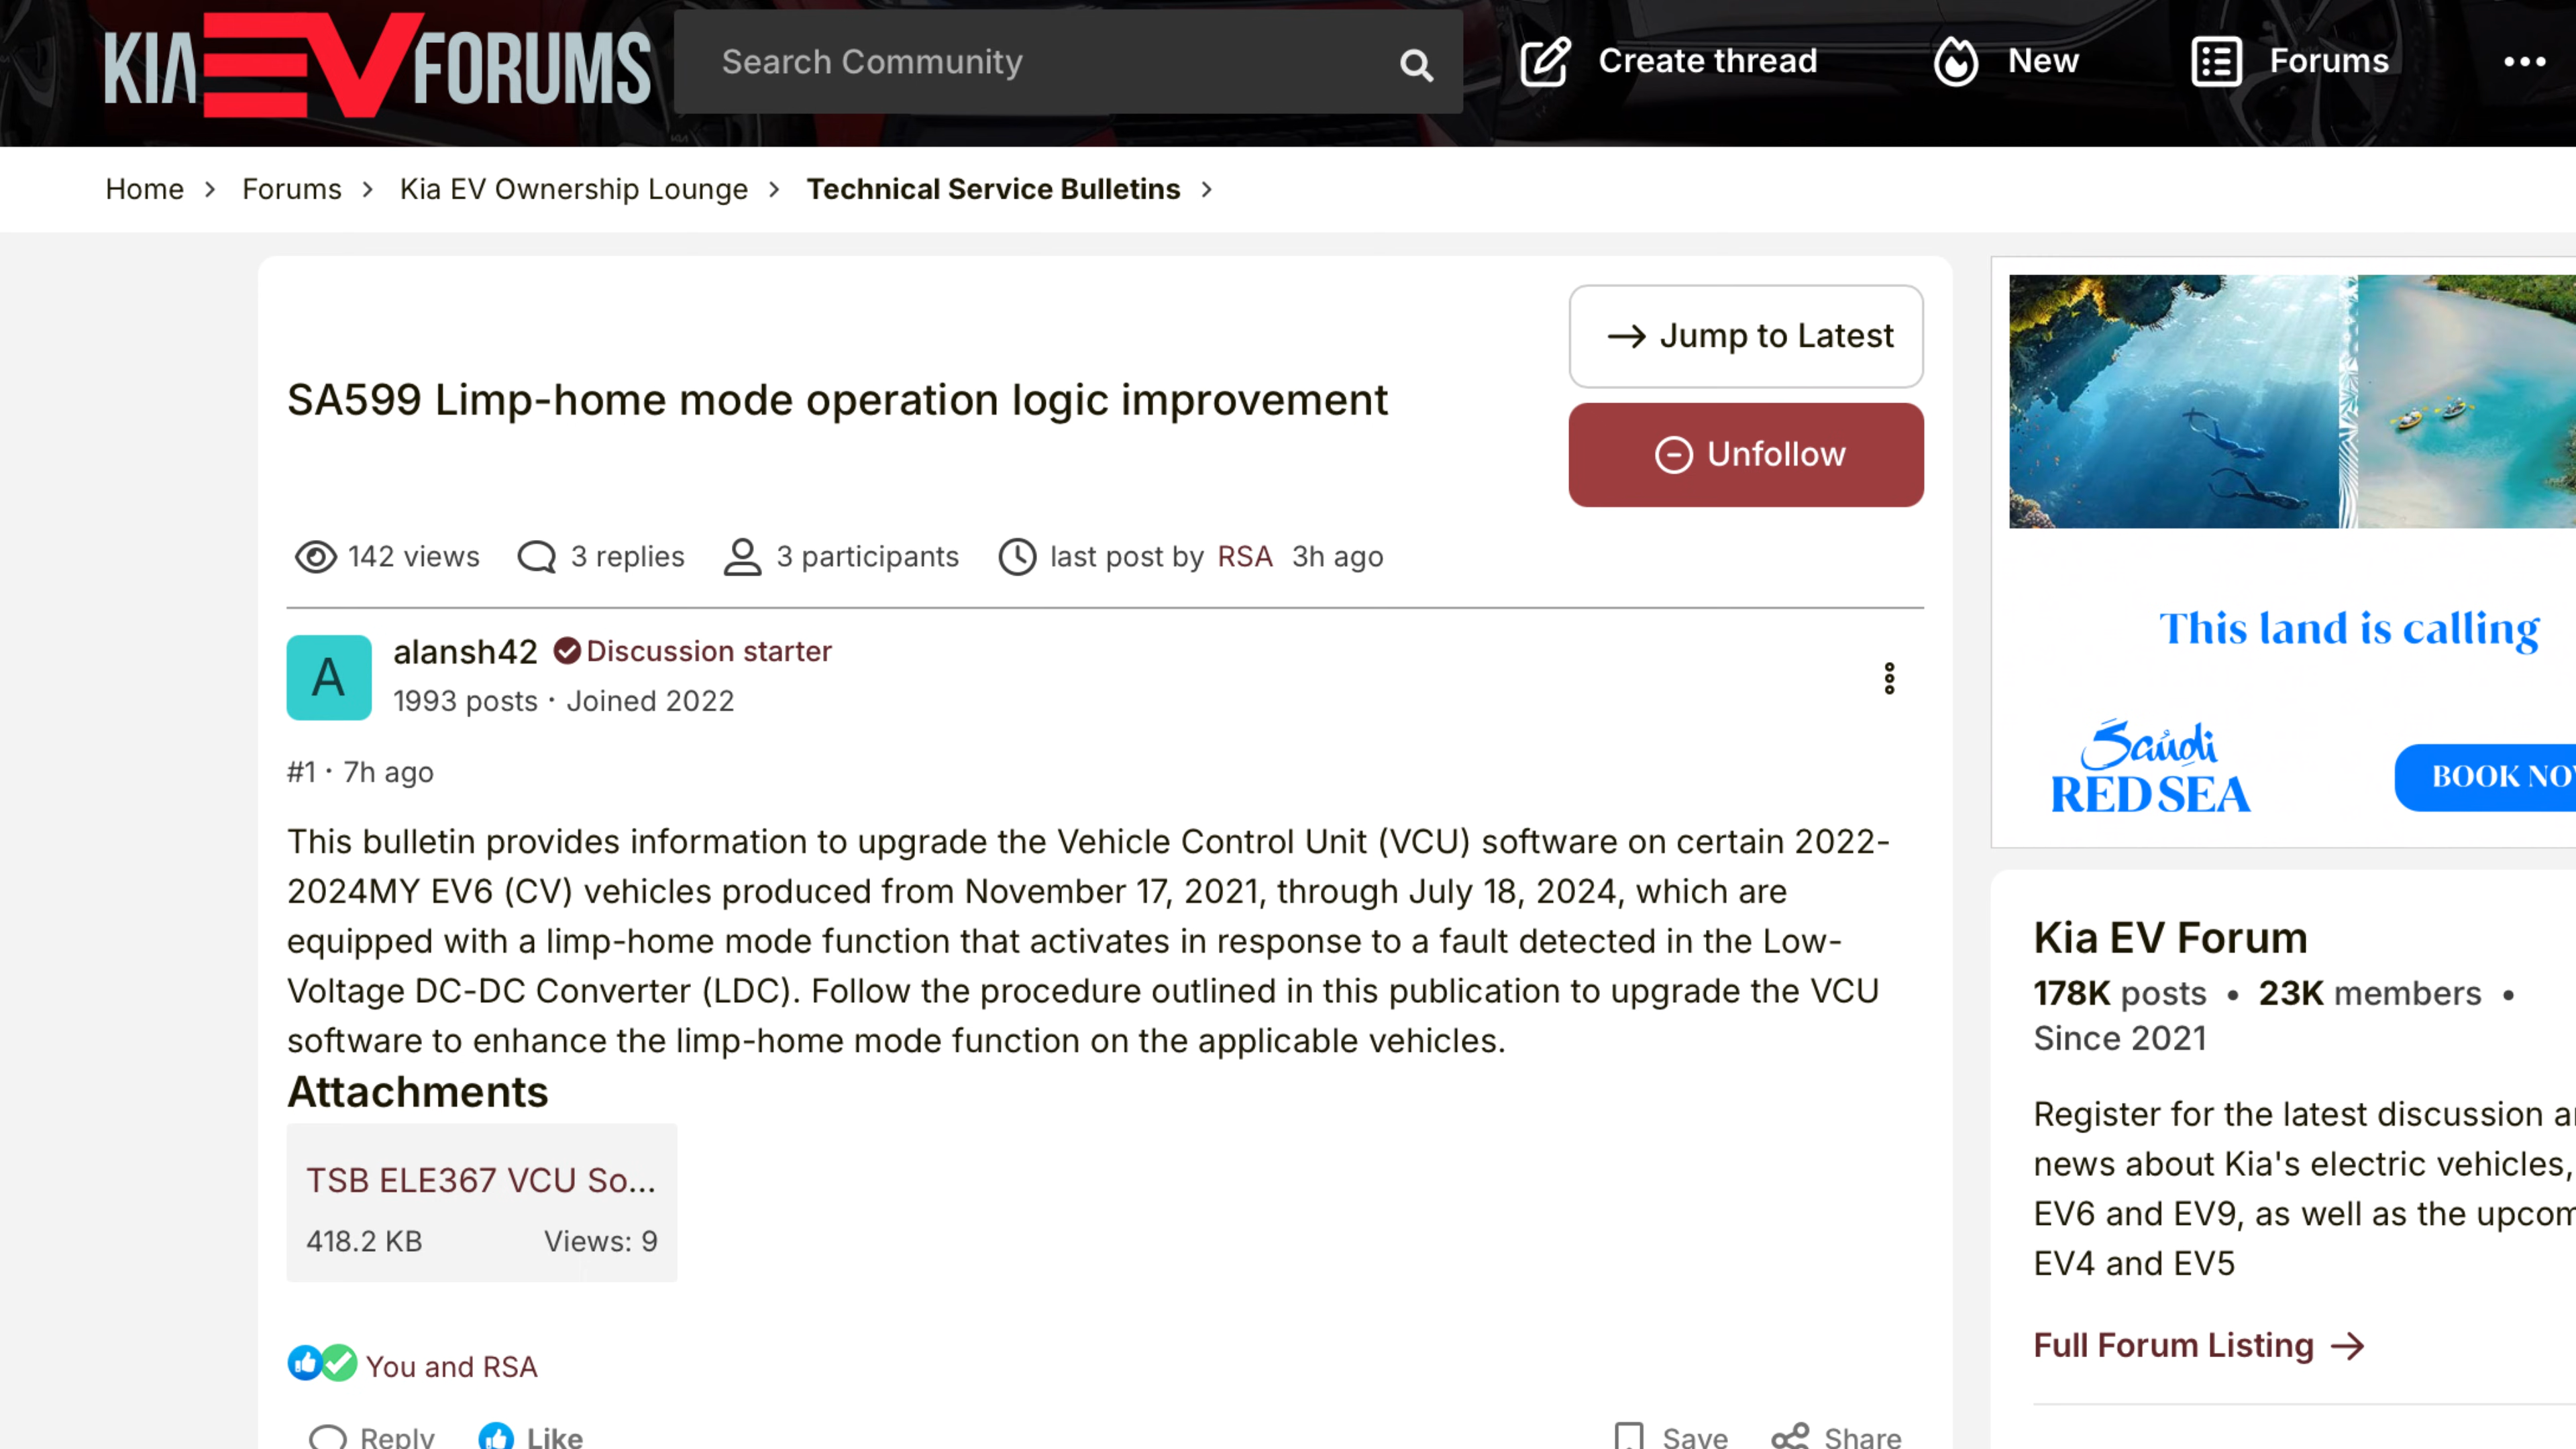 KIA EV FORUMS
Search Community
Create thread
New
Forums
Home > Forums > Kia EV Ownership Lounge > Technical Service Bulletins >
SA599 Limp-home mode operation logic improvement
Jump to Latest
Unfollow
142 views 3 replies 3 participants last post by RSA 3h ago
A
alansh42 Discussion starter
1993 posts · Joined 2022
#1 · 7h ago
This bulletin provides information to upgrade the Vehicle Control Unit (VCU) software on certain 2022-
2024MY EV6 (CV) vehicles produced from November 17, 2021, through July 18, 2024, which are
equipped with a limp-home mode function that activates in response to a fault detected in the Low-
Voltage DC-DC Converter (LDC). Follow the procedure outlined in this publication to upgrade the VCU
software to enhance the limp-home mode function on the applicable vehicles.
Attachments
TSB ELE367 VCU So...
418.2 KB Views: 9
You and RSA
Reply Like Save Share
This land is calling
Saudi
RED SEA
BOOK
Kia EV Forum
178K posts • 23K members •
Since 2021
Register for the latest discussion
news about Kia's electric vehicles,
EV6 and EV9, as well as the
EV4 and EV5
Full Forum Listing →